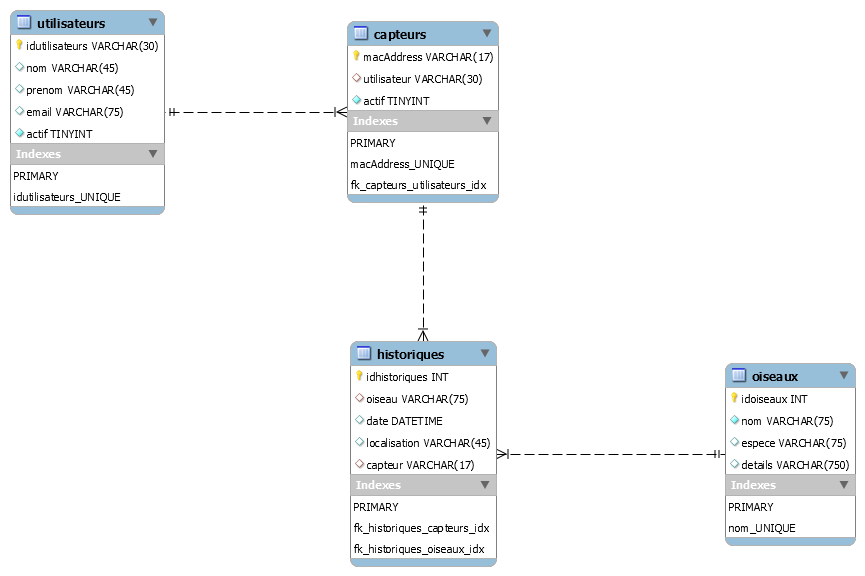 utilisateurs
idutilisateurs VARCHAR(30)
nom VARCHAR(45)
prenom VARCHAR(45)
email VARCHAR(75)
actif TINYINT
Indexes
PRIMARY
idutilisateurs_UNIQUE
capteurs
macAddress VARCHAR(17)
utilisateur VARCHAR(30)
actif TINYINT
Indexes
PRIMARY
macAddress_UNIQUE
fk_capteurs_utilisateurs_idx
historiques
idhistoriques INT
oiseau VARCHAR(75)
date DATETIME
localisation VARCHAR(45)
capteur VARCHAR(17)
Indexes
PRIMARY
fk_historiques_capteurs_idx
fk_historiques_oiseaux_idx
oiseaux
idoiseaux INT
nom VARCHAR(75)
espece VARCHAR(75)
details VARCHAR(750)
Indexes
PRIMARY
nom_UNIQUE